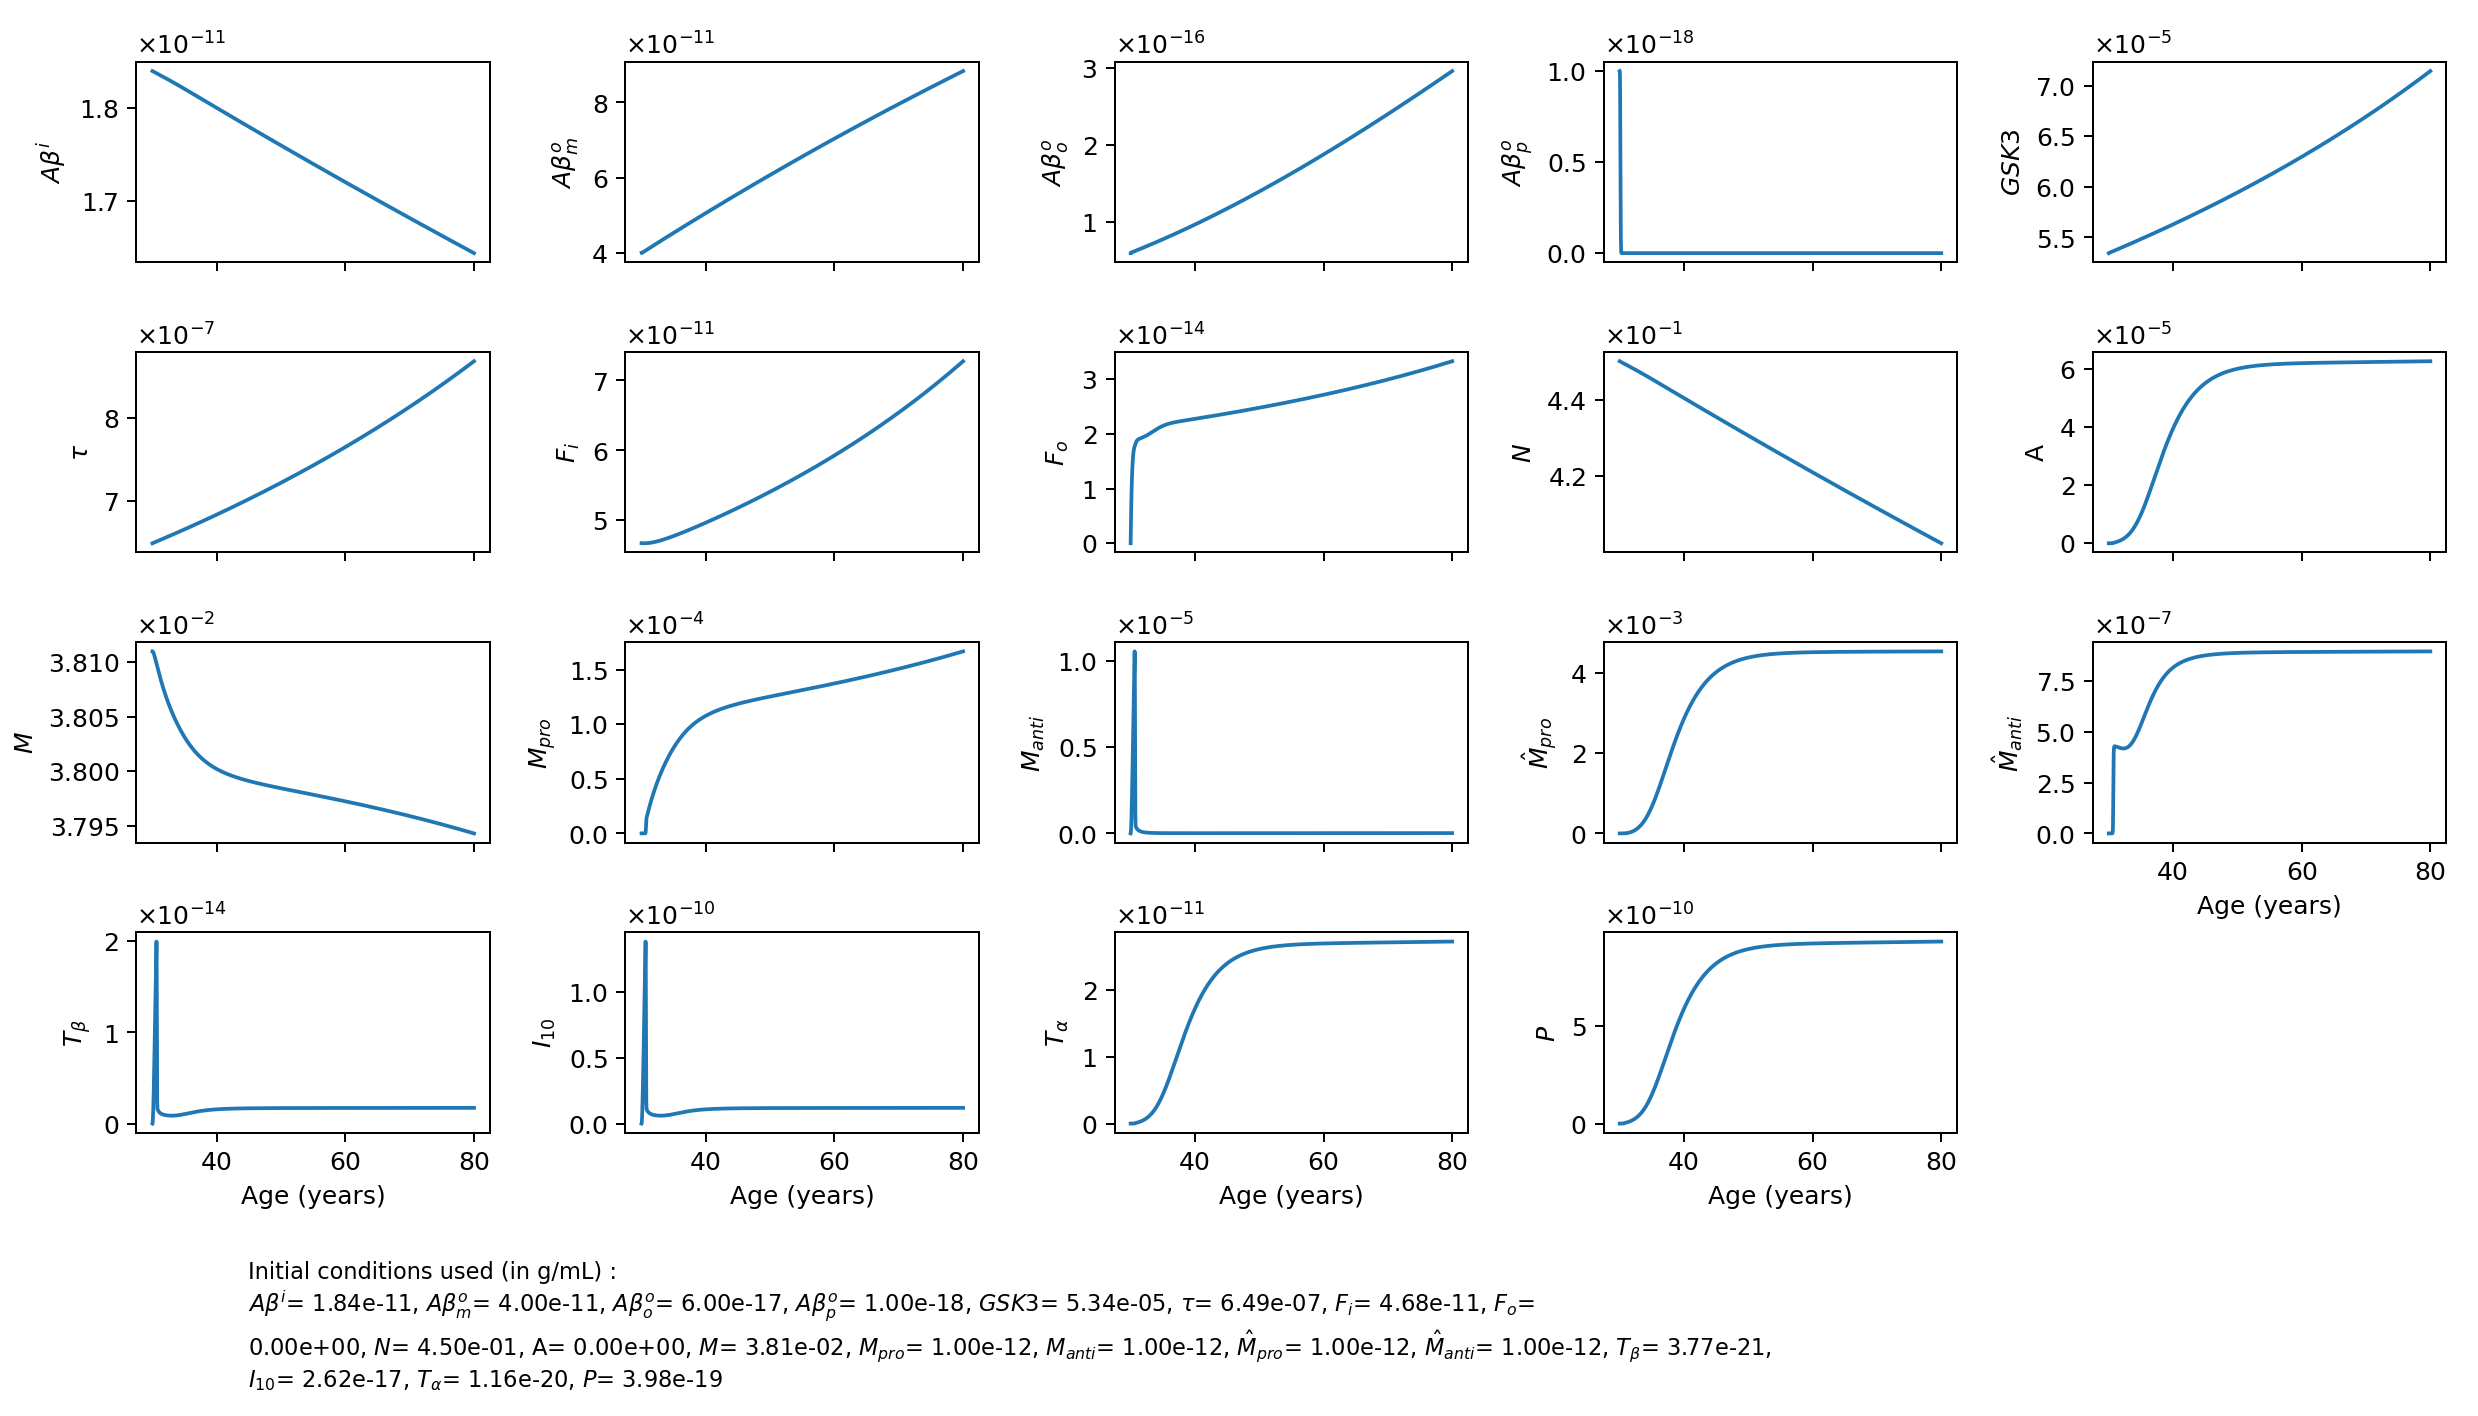 ×10⁻¹¹ ×10⁻¹¹ ×10⁻¹⁶ ×10⁻¹⁸ ×10⁻⁵
Aβⁱ 1.8 1.7
Aβₘᵒ 8 6 4
Aβₒᵒ 3 2 1
Aβₚᵒ 1.0 0.5 0.0
GSK3 7.0 6.5 6.0 5.5
×10⁻⁷ ×10⁻¹¹ ×10⁻¹⁴ ×10⁻¹ ×10⁻⁵
τ 8 7
Fᵢ 7 6 5
Fₒ 3 2 1 0
N 4.4 4.2
A 6 4 2 0
×10⁻² ×10⁻⁴ ×10⁻⁵ ×10⁻³ ×10⁻⁷
M 3.810 3.805 3.800 3.795
M_pro 1.5 1.0 0.5 0.0
M_anti 1.0 0.5 0.0
M̂_pro 4 2 0
M̂_anti 7.5 5.0 2.5 0.0
40 60 80
Age (years)
×10⁻¹⁴ ×10⁻¹⁰ ×10⁻¹¹ ×10⁻¹⁰
T_β 2 1 0
I₁₀ 1.0 0.5 0.0
T_α 2 1 0
P 5 0
40 60 80 40 60 80 40 60 80 40 60 80
Age (years) Age (years) Age (years) Age (years)
Initial conditions used (in g/mL) :
Aβⁱ= 1.84e-11, Aβₘᵒ= 4.00e-11, Aβₒᵒ= 6.00e-17, Aβₚᵒ= 1.00e-18, GSK3= 5.34e-05, τ= 6.49e-07, Fᵢ= 4.68e-11, Fₒ=
0.00e+00, N= 4.50e-01, A= 0.00e+00, M= 3.81e-02, M_pro= 1.00e-12, M_anti= 1.00e-12, M̂_pro= 1.00e-12, M̂_anti= 1.00e-12, T_β= 3.77e-21,
I₁₀= 2.62e-17, T_α= 1.16e-20, P= 3.98e-19